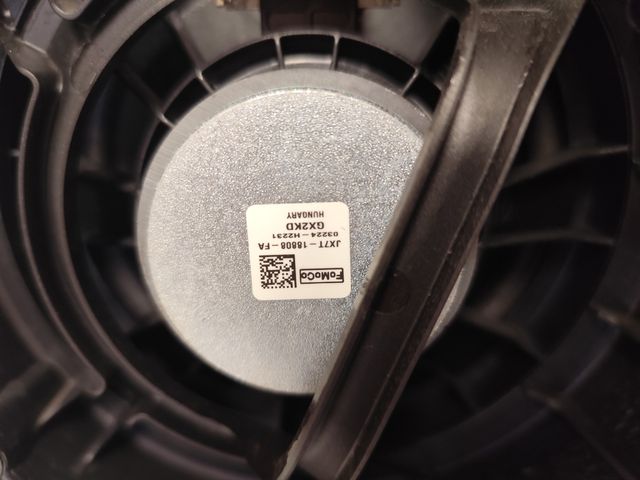 FoMoCo
JX7T-18808-FA
03224-H2231
GX2KD
HUNGARY